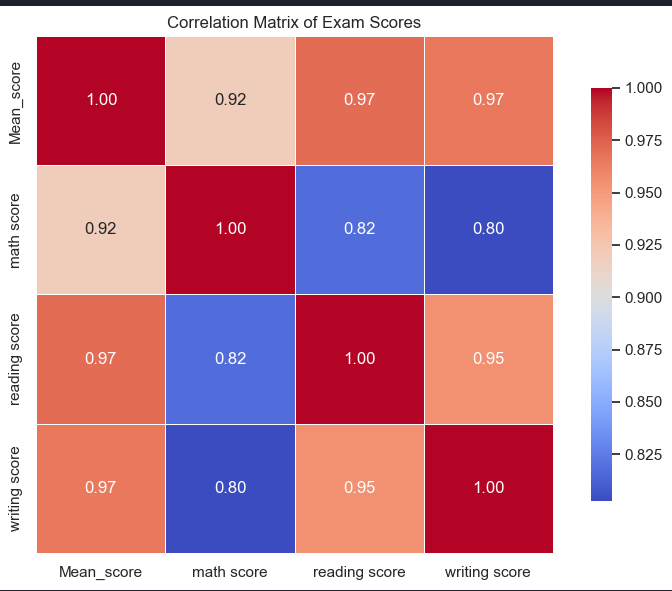 Correlation Matrix of Exam Scores
Mean_score
1.00 0.92 0.97 0.97
math score
0.92 1.00 0.82 0.80
reading score
0.97 0.82 1.00 0.95
writing score
0.97 0.80 0.95 1.00
Mean_score math score reading score writing score
1.000
0.975
0.950
0.925
0.900
0.875
0.850
0.825